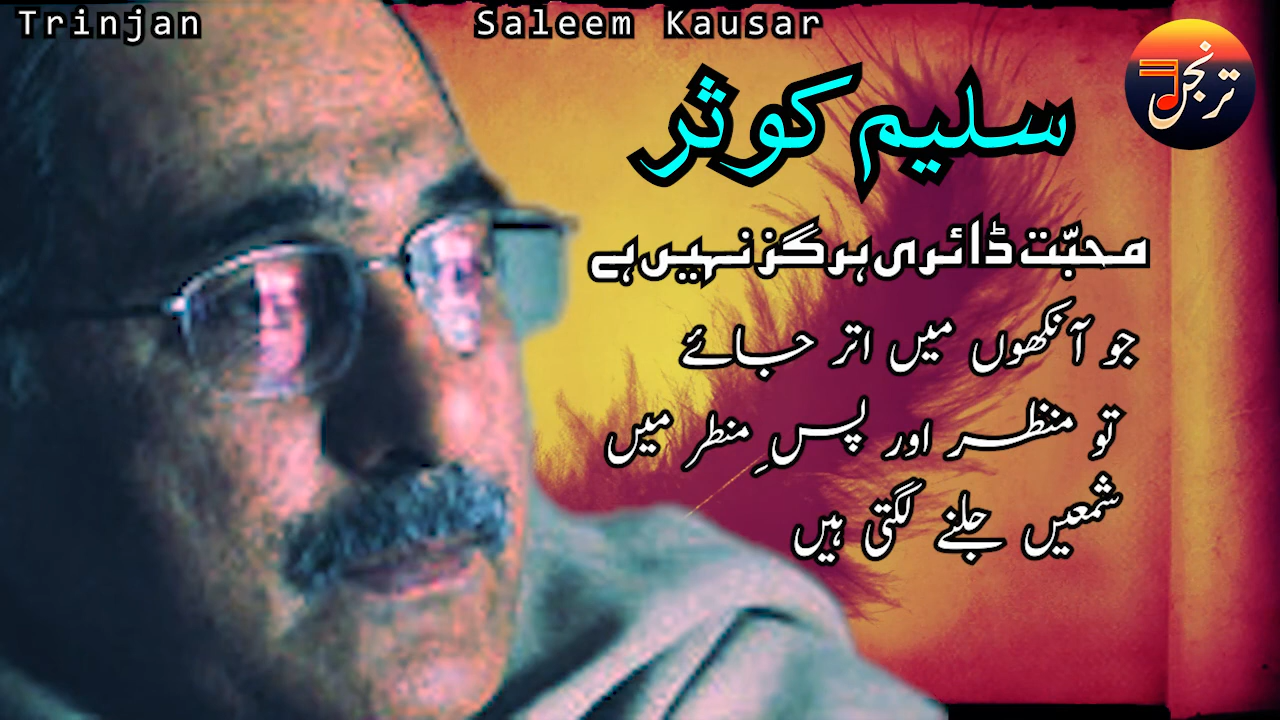 Trinjan
Saleem Kausar
ترنجن
سلیم کوثر
محبّت ڈائری ہرگز نہیں ہے
جو آنکھوں میں اتر جائے
تو منظر اور پسِ منطر میں
شمعیں جلنے لگتی ہیں